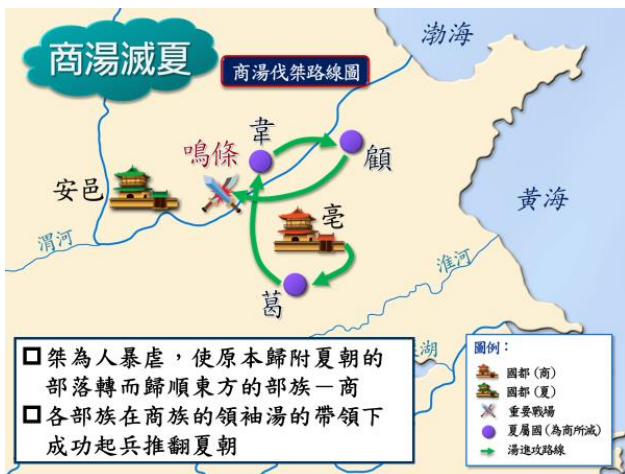 商湯滅夏
商湯伐桀路線圖
渤海
韋
顧
鳴條
安邑
亳
黃海
渭河
淮河
葛
湖
□ 桀為人暴虐，使原本歸附夏朝的
部落轉而歸順東方的部族－商
□ 各部族在商族的領袖湯的帶領下
成功起兵推翻夏朝
圖例：
國都(商)
國都(夏)
重要戰場
夏屬國(為商所滅)
湯進攻路線